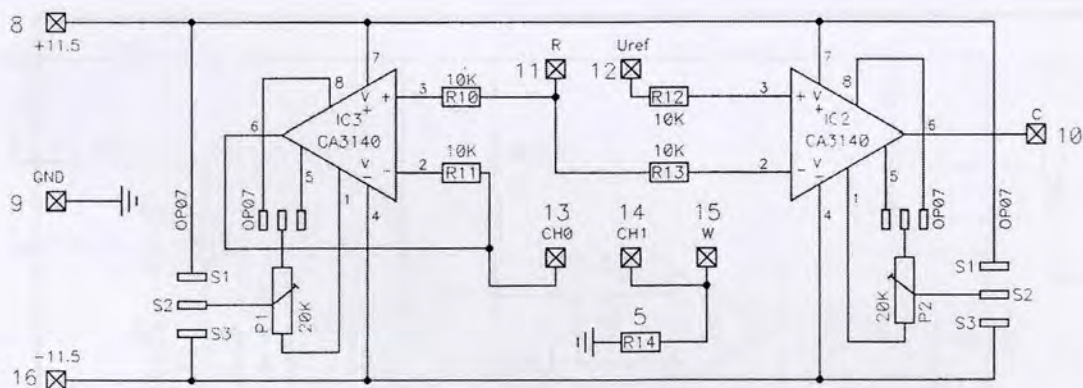 8
+11.5
R
Uref
11
12
C
10
7
8
V
+
IC3
CA3140
V
-
6
5
1
4
3
+
2
-
10K
R10
10K
R11
R12
10K
10K
R13
3
+
2
-
7
V
+
8
IC2
CA3140
V
-
6
5
1
4
9
GND
OP07
OP07
OP07
OP07
13
CH0
14
CH1
15
W
S1
S2
S3
P1
20K
5
R14
20K
P2
S1
S2
S3
16
-11.5